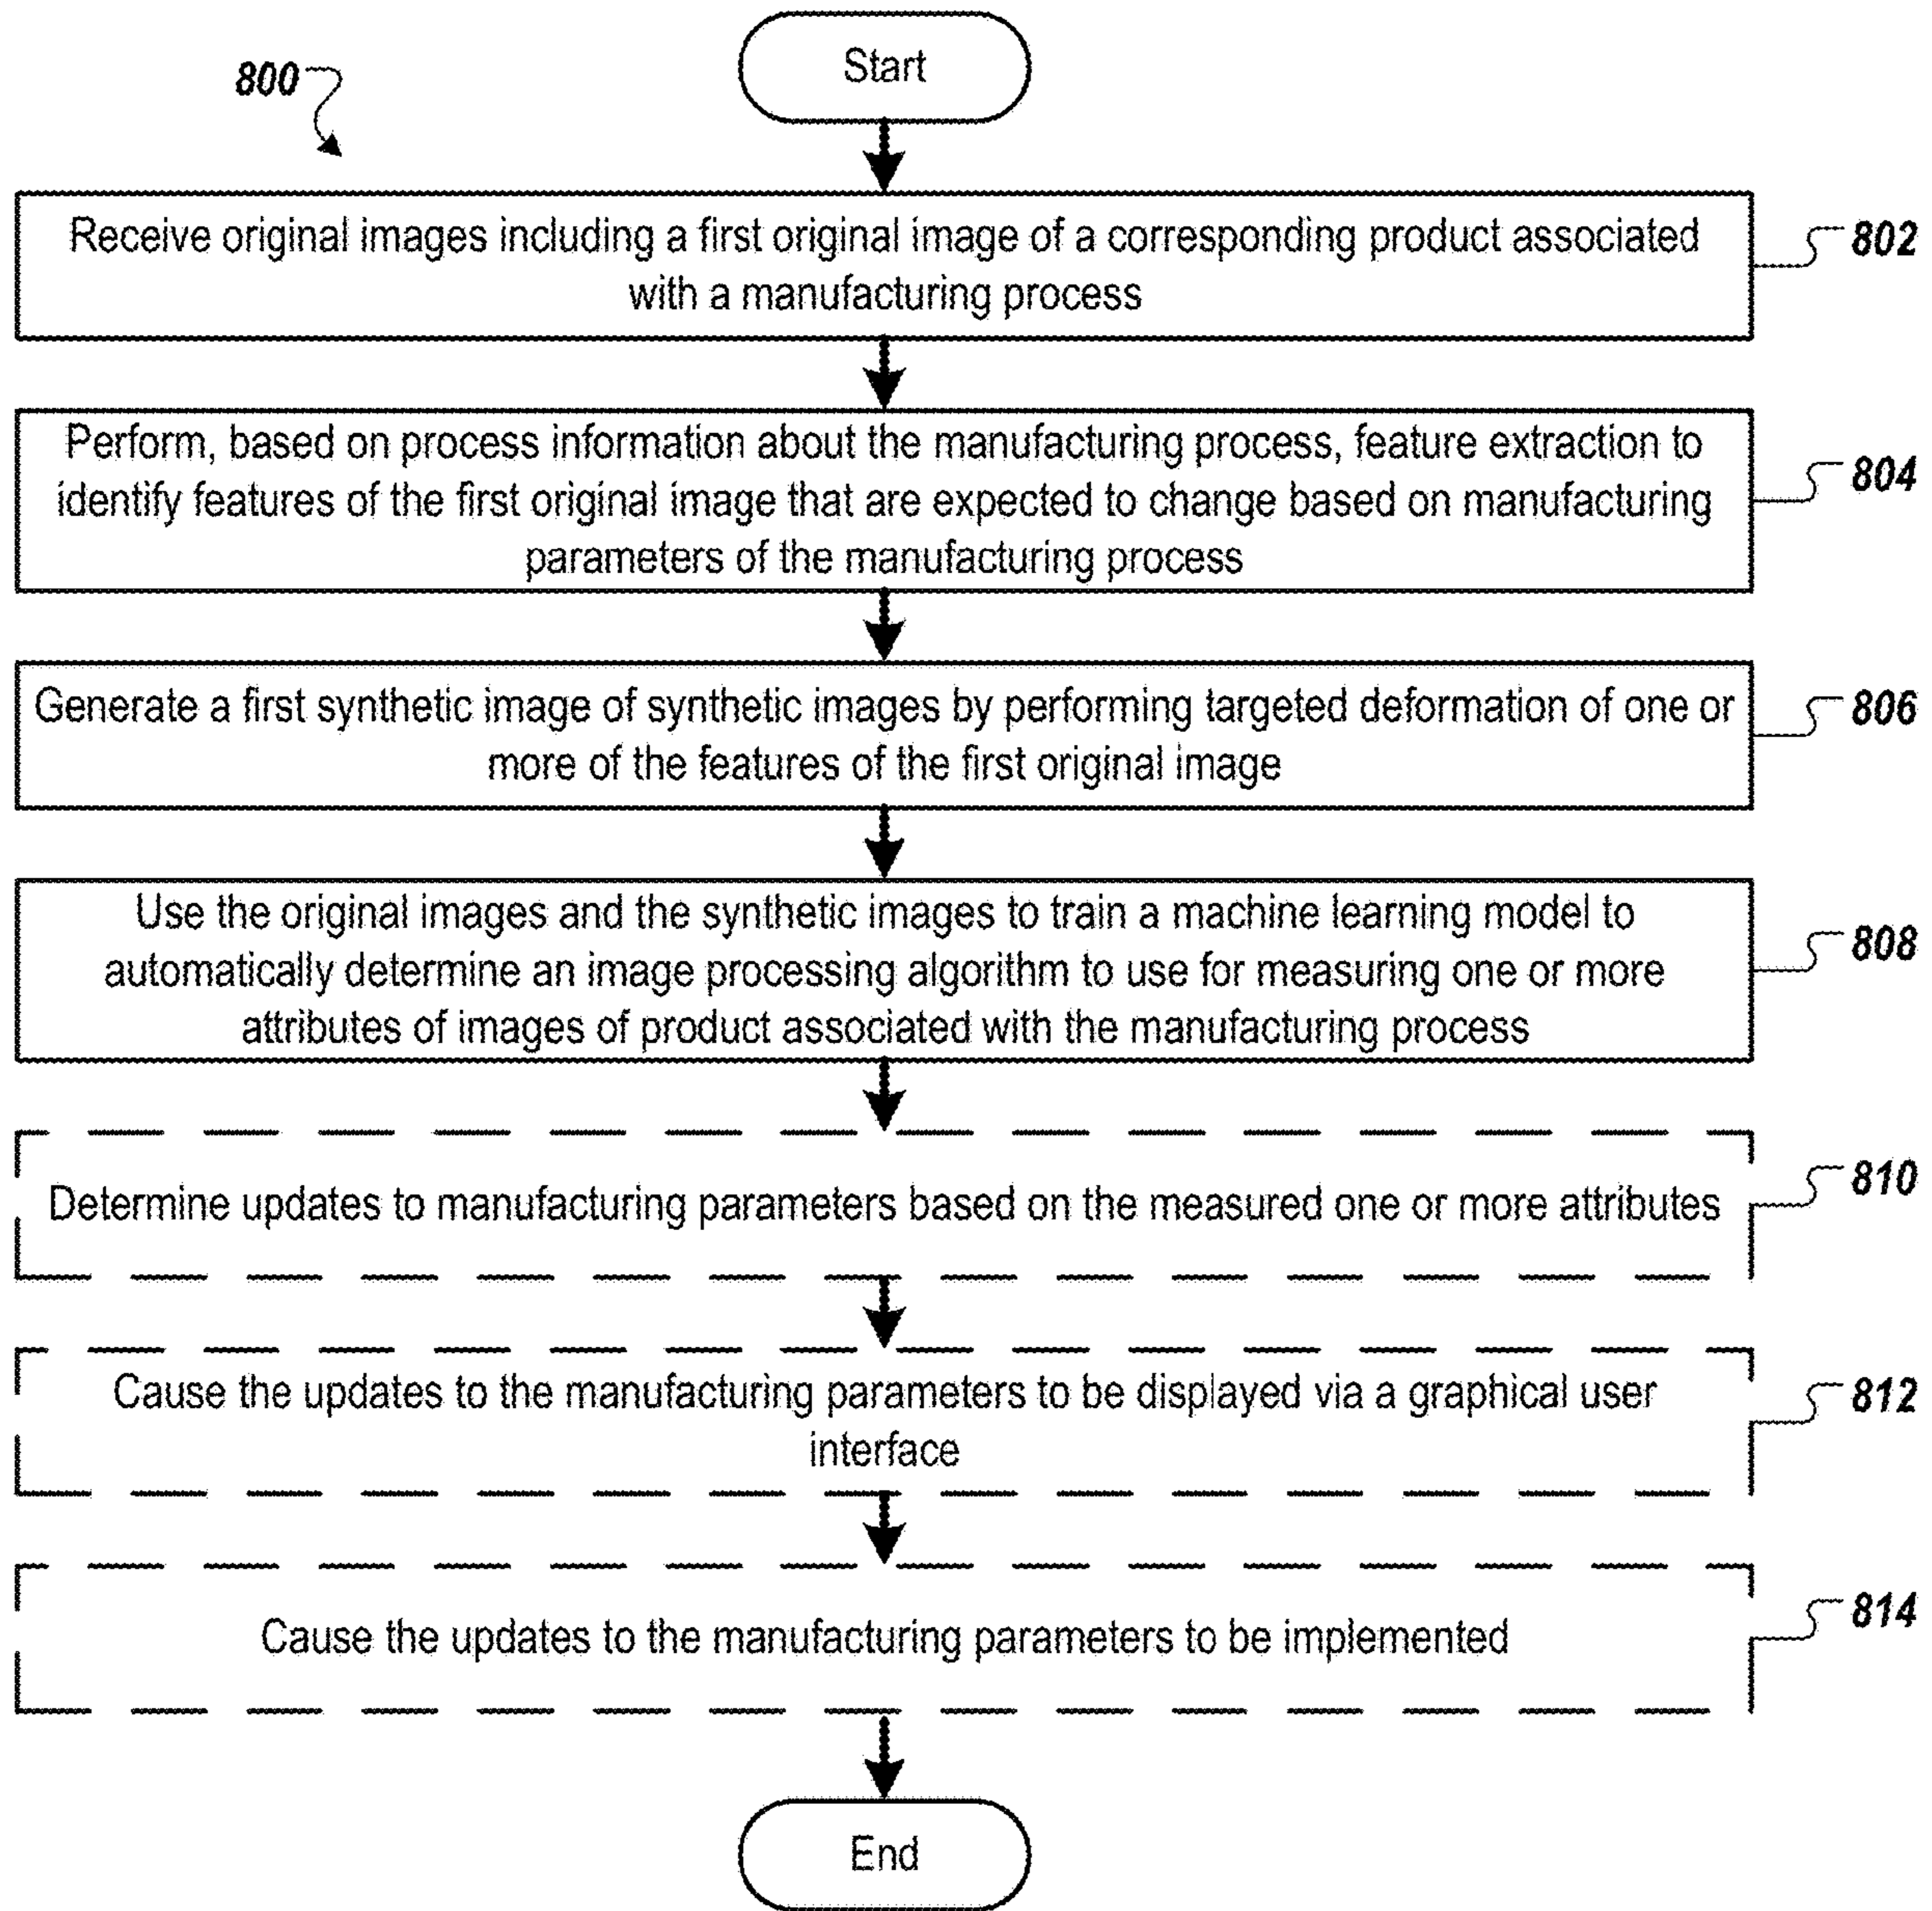 Start
800
Receive original images including a first original image of a corresponding product associated
with a manufacturing process
802
Perform, based on process information about the manufacturing process, feature extraction to
identify features of the first original image that are expected to change based on manufacturing
parameters of the manufacturing process
804
Generate a first synthetic image of synthetic images by performing targeted deformation of one or
more of the features of the first original image
806
Use the original images and the synthetic images to train a machine learning model to
automatically determine an image processing algorithm to use for measuring one or more
attributes of images of product associated with the manufacturing process
808
Determine updates to manufacturing parameters based on the measured one or more attributes
810
Cause the updates to the manufacturing parameters to be displayed via a graphical user
interface
812
Cause the updates to the manufacturing parameters to be implemented
814
End